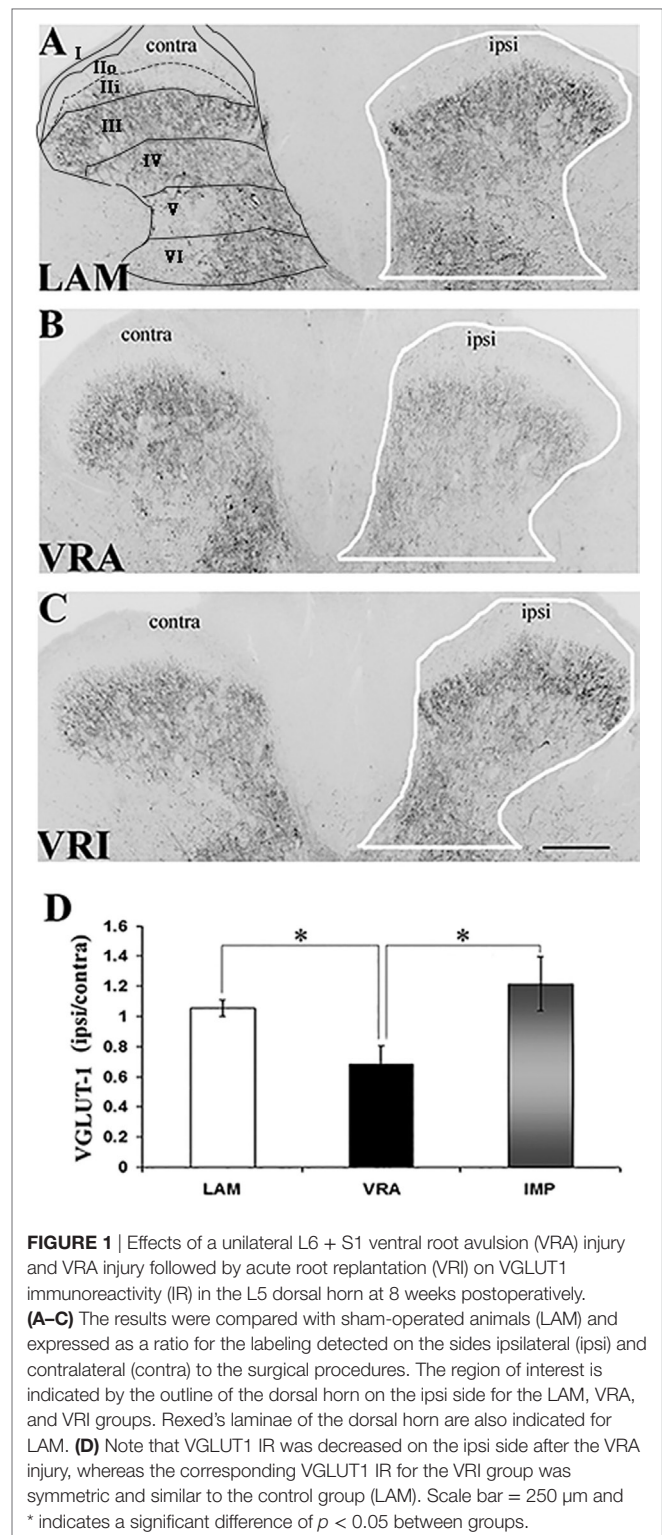 A
contra
ipsi
I
IIo
IIi
III
IV
V
VI
LAM
B
contra
ipsi
VRA
C
contra
ipsi
VRI
D
VGLUT-1 (ipsi/contra)
1.6
1.4
1.2
1
0.8
0.6
0.4
0.2
0
*
*
LAM VRA IMP
FIGURE 1 | Effects of a unilateral L6 + S1 ventral root avulsion (VRA) injury
and VRA injury followed by acute root replantation (VRI) on VGLUT1
immunoreactivity (IR) in the L5 dorsal horn at 8 weeks postoperatively.
(A–C) The results were compared with sham-operated animals (LAM) and
expressed as a ratio for the labeling detected on the sides ipsilateral (ipsi) and
contralateral (contra) to the surgical procedures. The region of interest is
indicated by the outline of the dorsal horn on the ipsi side for the LAM, VRA,
and VRI groups. Rexed's laminae of the dorsal horn are also indicated for
LAM. (D) Note that VGLUT1 IR was decreased on the ipsi side after the VRA
injury, whereas the corresponding VGLUT1 IR for the VRI group was
symmetric and similar to the control group (LAM). Scale bar = 250 μm and
* indicates a significant difference of p < 0.05 between groups.